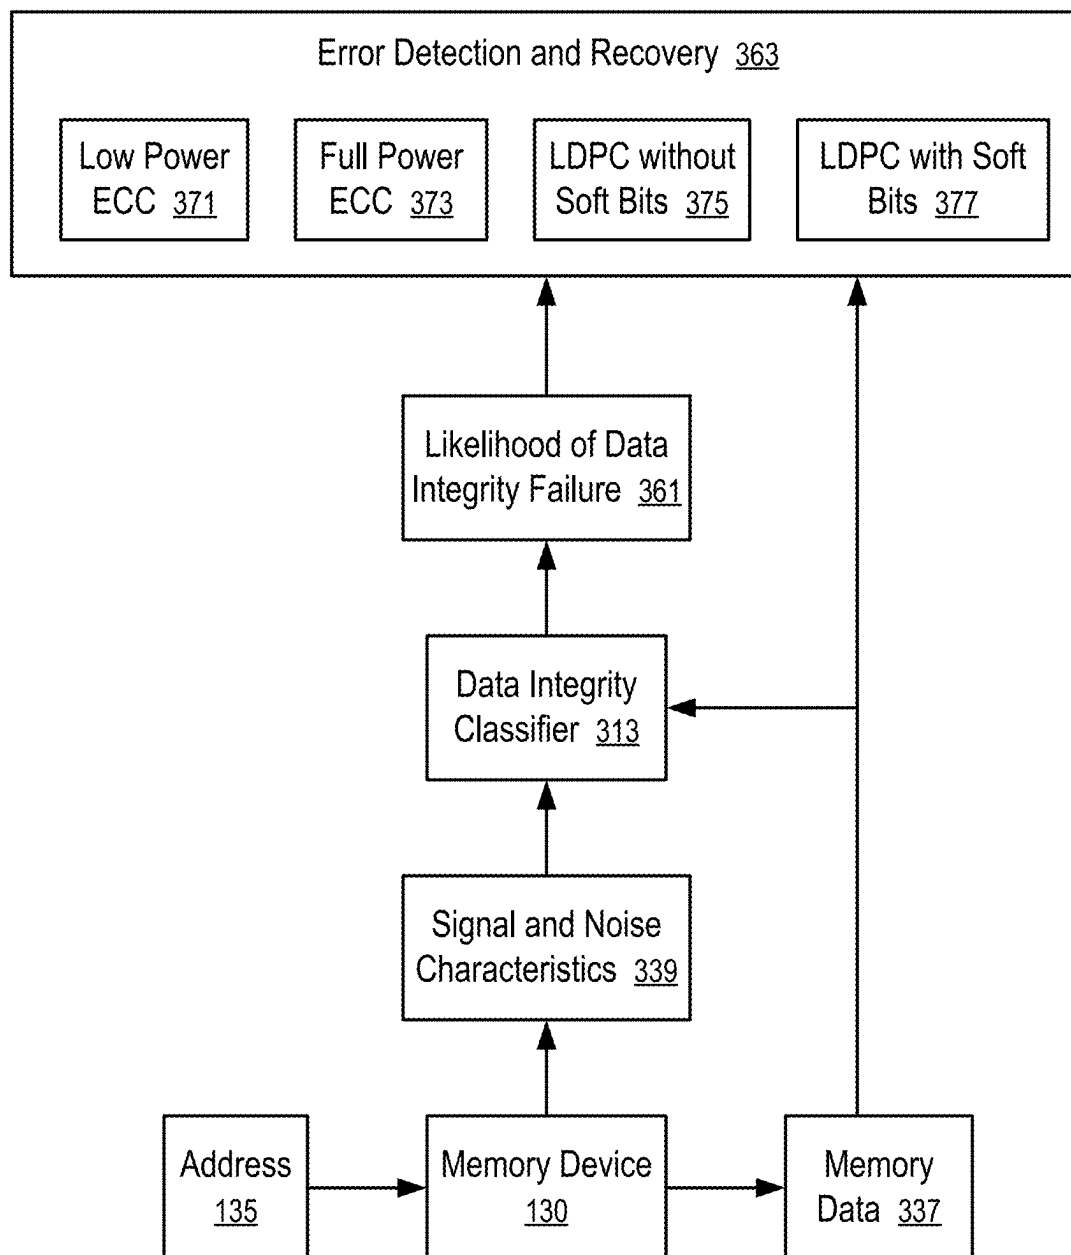 Error Detection and Recovery 363
Low Power
ECC 371
Full Power
ECC 373
LDPC without
Soft Bits 375
LDPC with Soft
Bits 377
Likelihood of Data
Integrity Failure 361
Data Integrity
Classifier 313
Signal and Noise
Characteristics 339
Address
135
Memory Device
130
Memory
Data 337